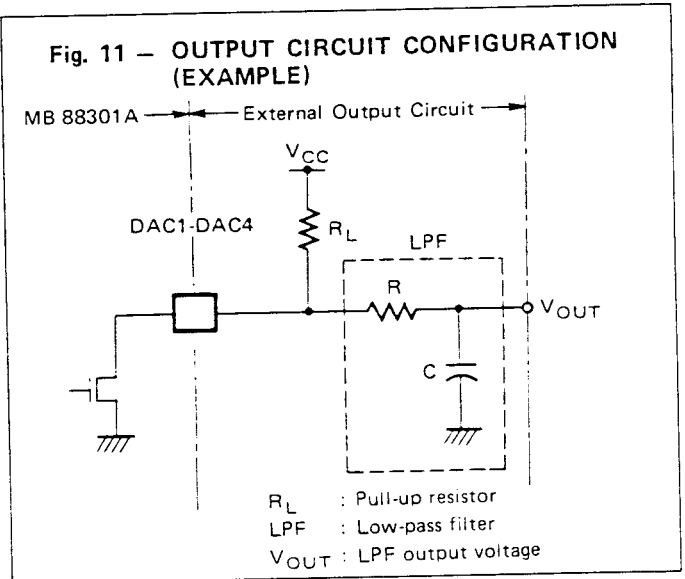 Fig. 11 — OUTPUT CIRCUIT CONFIGURATION
(EXAMPLE)
MB 88301A
External Output Circuit
VCC
DAC1-DAC4
RL
LPF
R
VOUT
C
RL : Pull-up resistor
LPF : Low-pass filter
VOUT : LPF output voltage